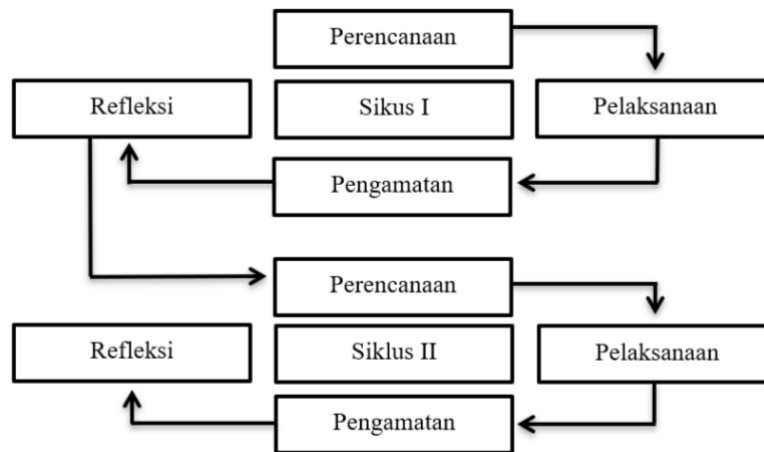 Perencanaan
Refleksi
Sikus I
Pelaksanaan
Pengamatan
Perencanaan
Refleksi
Siklus II
Pelaksanaan
Pengamatan